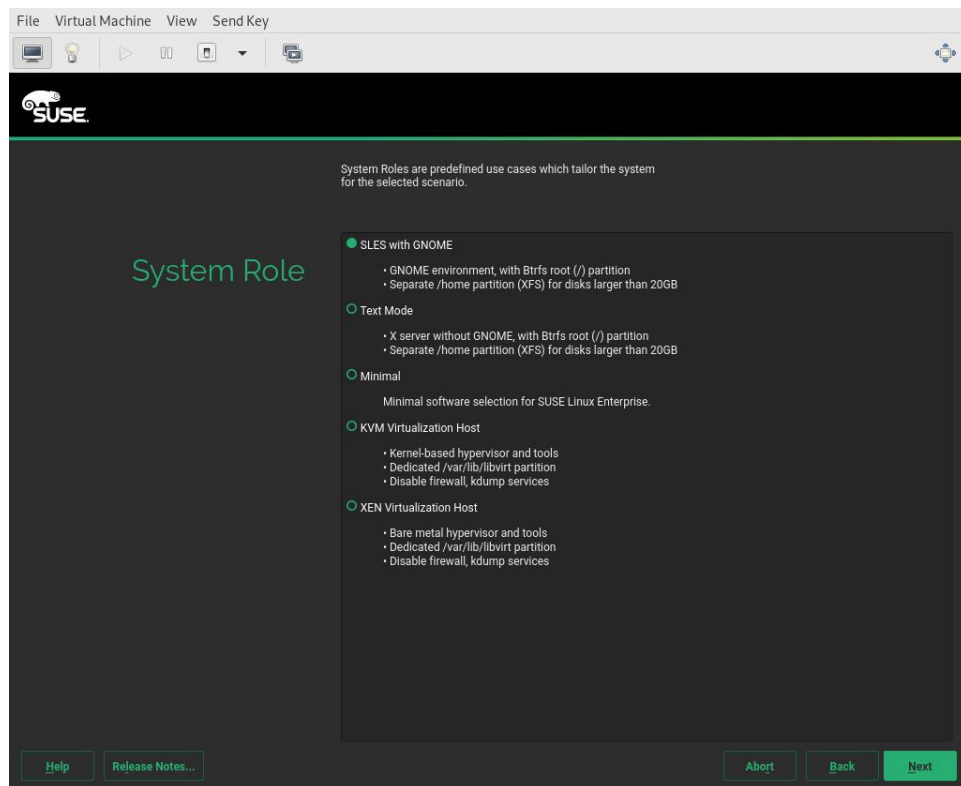 File Virtual Machine View Send Key
SUSE.
System Roles are predefined use cases which tailor the system
for the selected scenario.
System Role
SLES with GNOME
• GNOME environment, with Btrfs root (/) partition
• Separate /home partition (XFS) for disks larger than 20GB
Text Mode
• X server without GNOME, with Btrfs root (/) partition
• Separate /home partition (XFS) for disks larger than 20GB
Minimal
Minimal software selection for SUSE Linux Enterprise.
KVM Virtualization Host
• Kernel-based hypervisor and tools
• Dedicated /var/lib/libvirt partition
• Disable firewall, kdump services
XEN Virtualization Host
• Bare metal hypervisor and tools
• Dedicated /var/lib/libvirt partition
• Disable firewall, kdump services
Help Release Notes... Abort Back Next